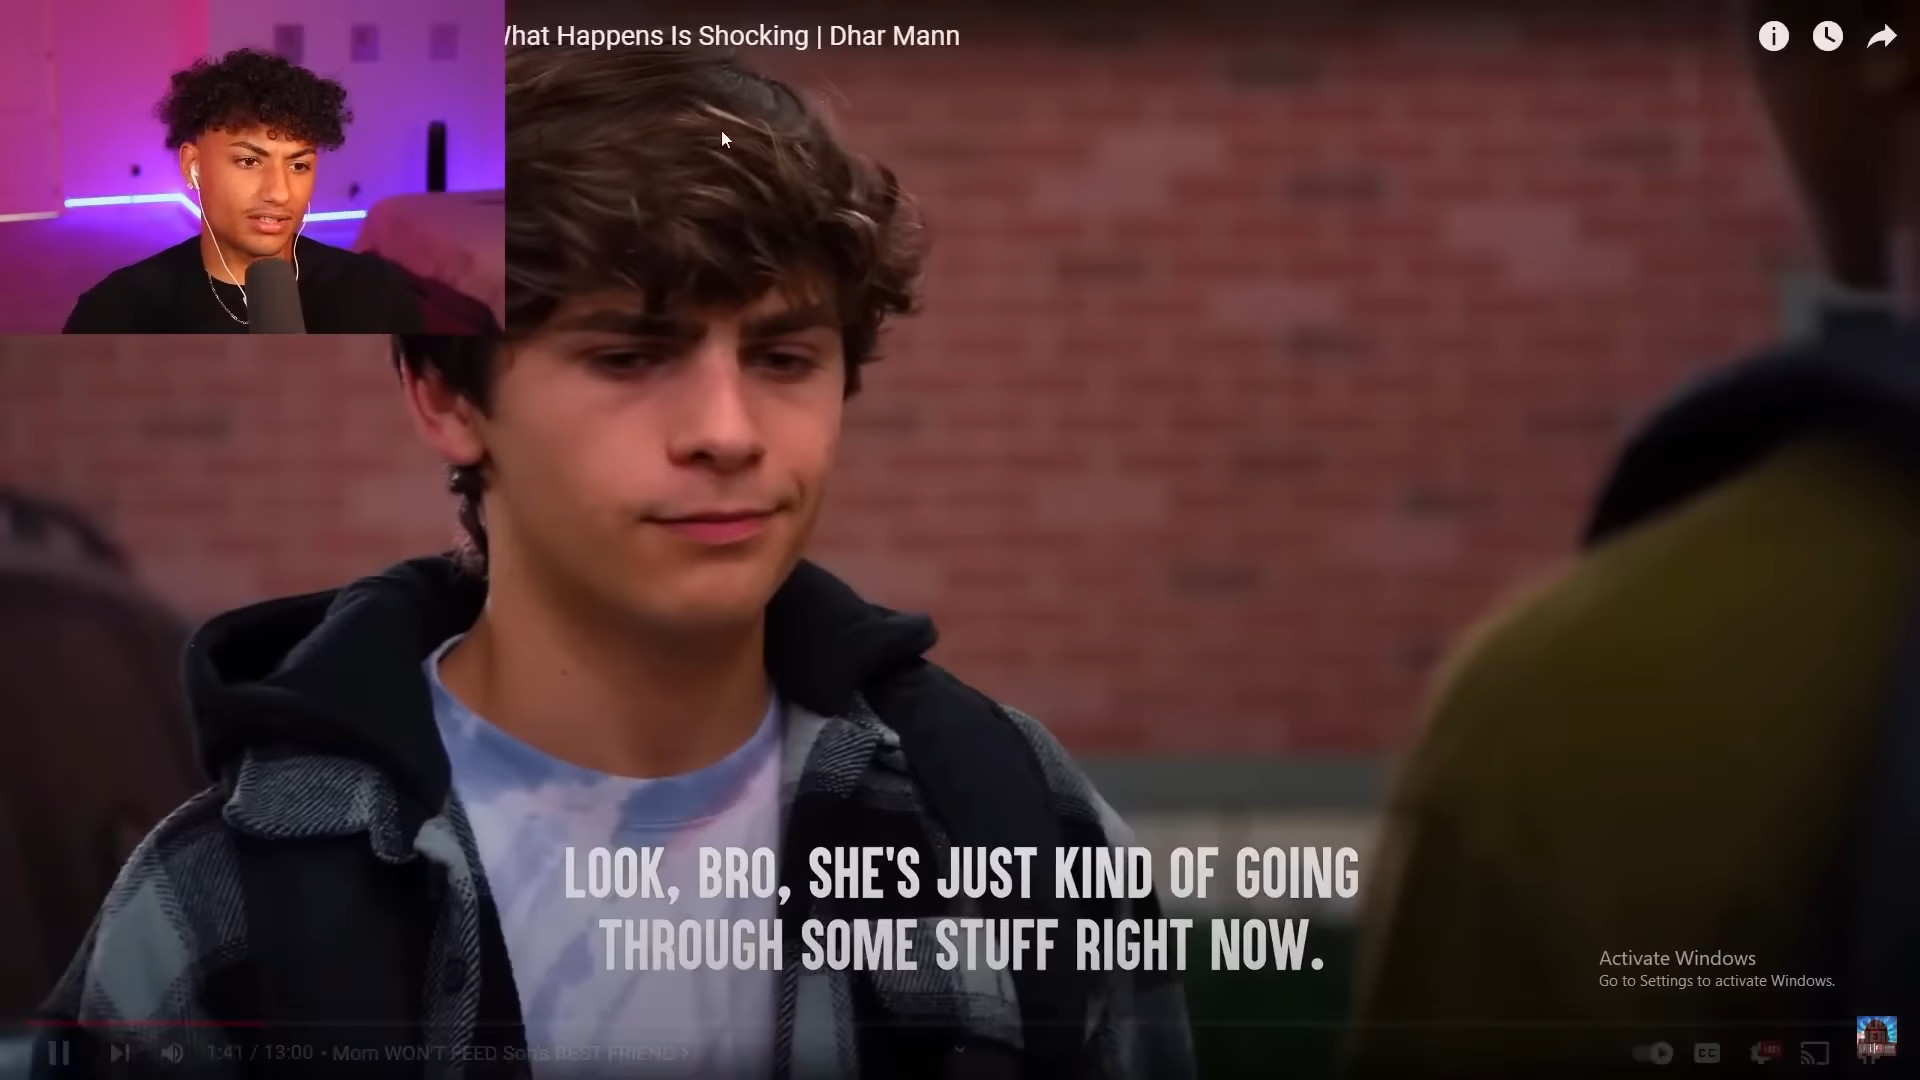 What Happens Is Shocking | Dhar Mann
LOOK, BRO, SHE'S JUST KIND OF GOING
THROUGH SOME STUFF RIGHT NOW.
Activate Windows
Go to Settings to activate Windows.
1:41 / 13:00 • Mom WON'T FEED Son's BEST FRIEND >
CC